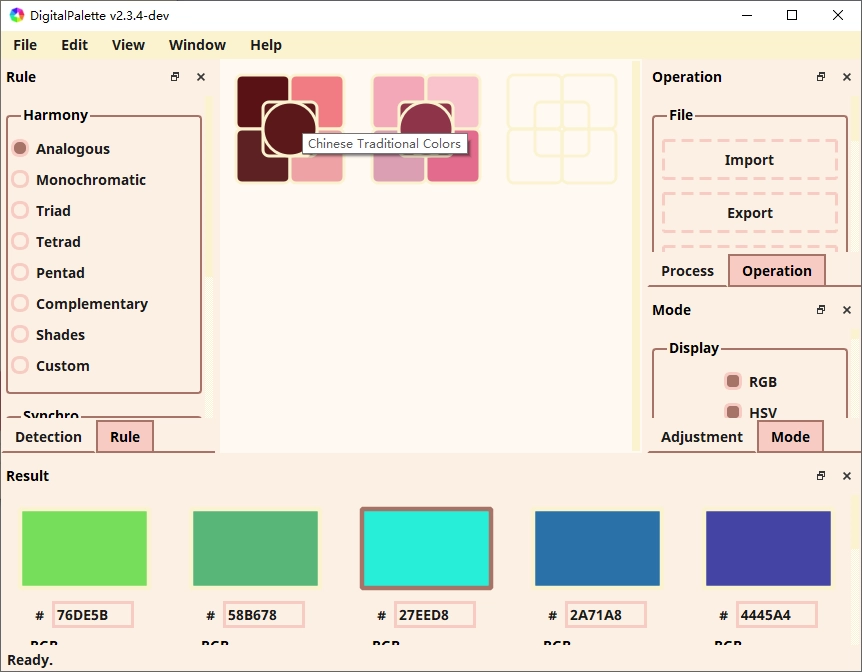 DigitalPalette v2.3.4-dev
File Edit View Window Help
Rule
Harmony
Analogous
Monochromatic
Triad
Tetrad
Pentad
Complementary
Shades
Custom
Synchro
Detection Rule
Chinese Traditional Colors
Operation
File
Import
Export
Process Operation
Mode
Display
RGB
HSV
Adjustment Mode
Result
# 76DE5B # 58B678 # 27EED8 # 2A71A8 # 4445A4
RGB RGB RGB RGB RGB
Ready.